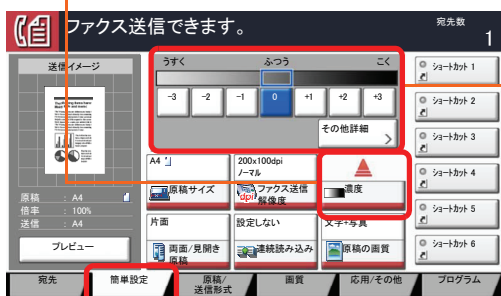 ファクス送信できます。
宛先数
1
送信イメージ
うすく
ふつう
こく
-3
-2
-1
0
+1
+2
+3
その他詳細
ショートカット 1
ショートカット 2
ショートカット 3
ショートカット 4
ショートカット 5
ショートカット 6
A4
原稿サイズ
200x100dpi
ノーマル
dpi
ファクス送信
解像度
濃度
原稿 : A4
倍率 : 100%
送信 : A4
プレビュー
片面
両面/見開き
原稿
設定しない
連続読み込み
文字+写真
原稿の画質
宛先
簡単設定
原稿/
送信形式
画質
応用/その他
プログラム